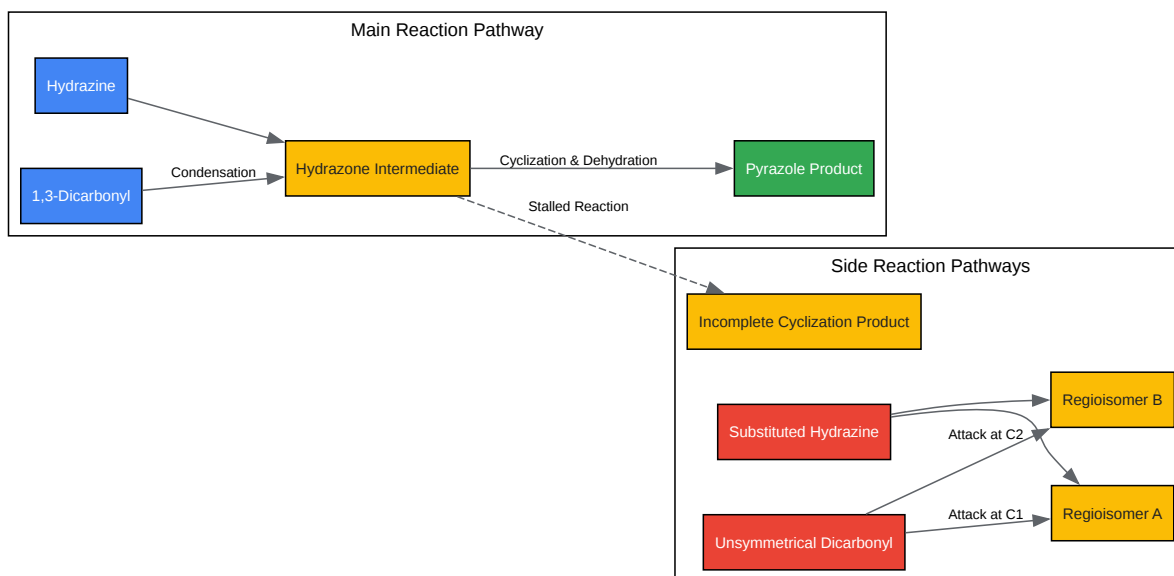 Main Reaction Pathway
Hydrazine
1,3-Dicarbonyl
Condensation
Hydrazone Intermediate
Cyclization & Dehydration
Pyrazole Product
Stalled Reaction
Side Reaction Pathways
Incomplete Cyclization Product
Substituted Hydrazine
Unsymmetrical Dicarbonyl
Attack at C2
Attack at C1
Regioisomer B
Regioisomer A